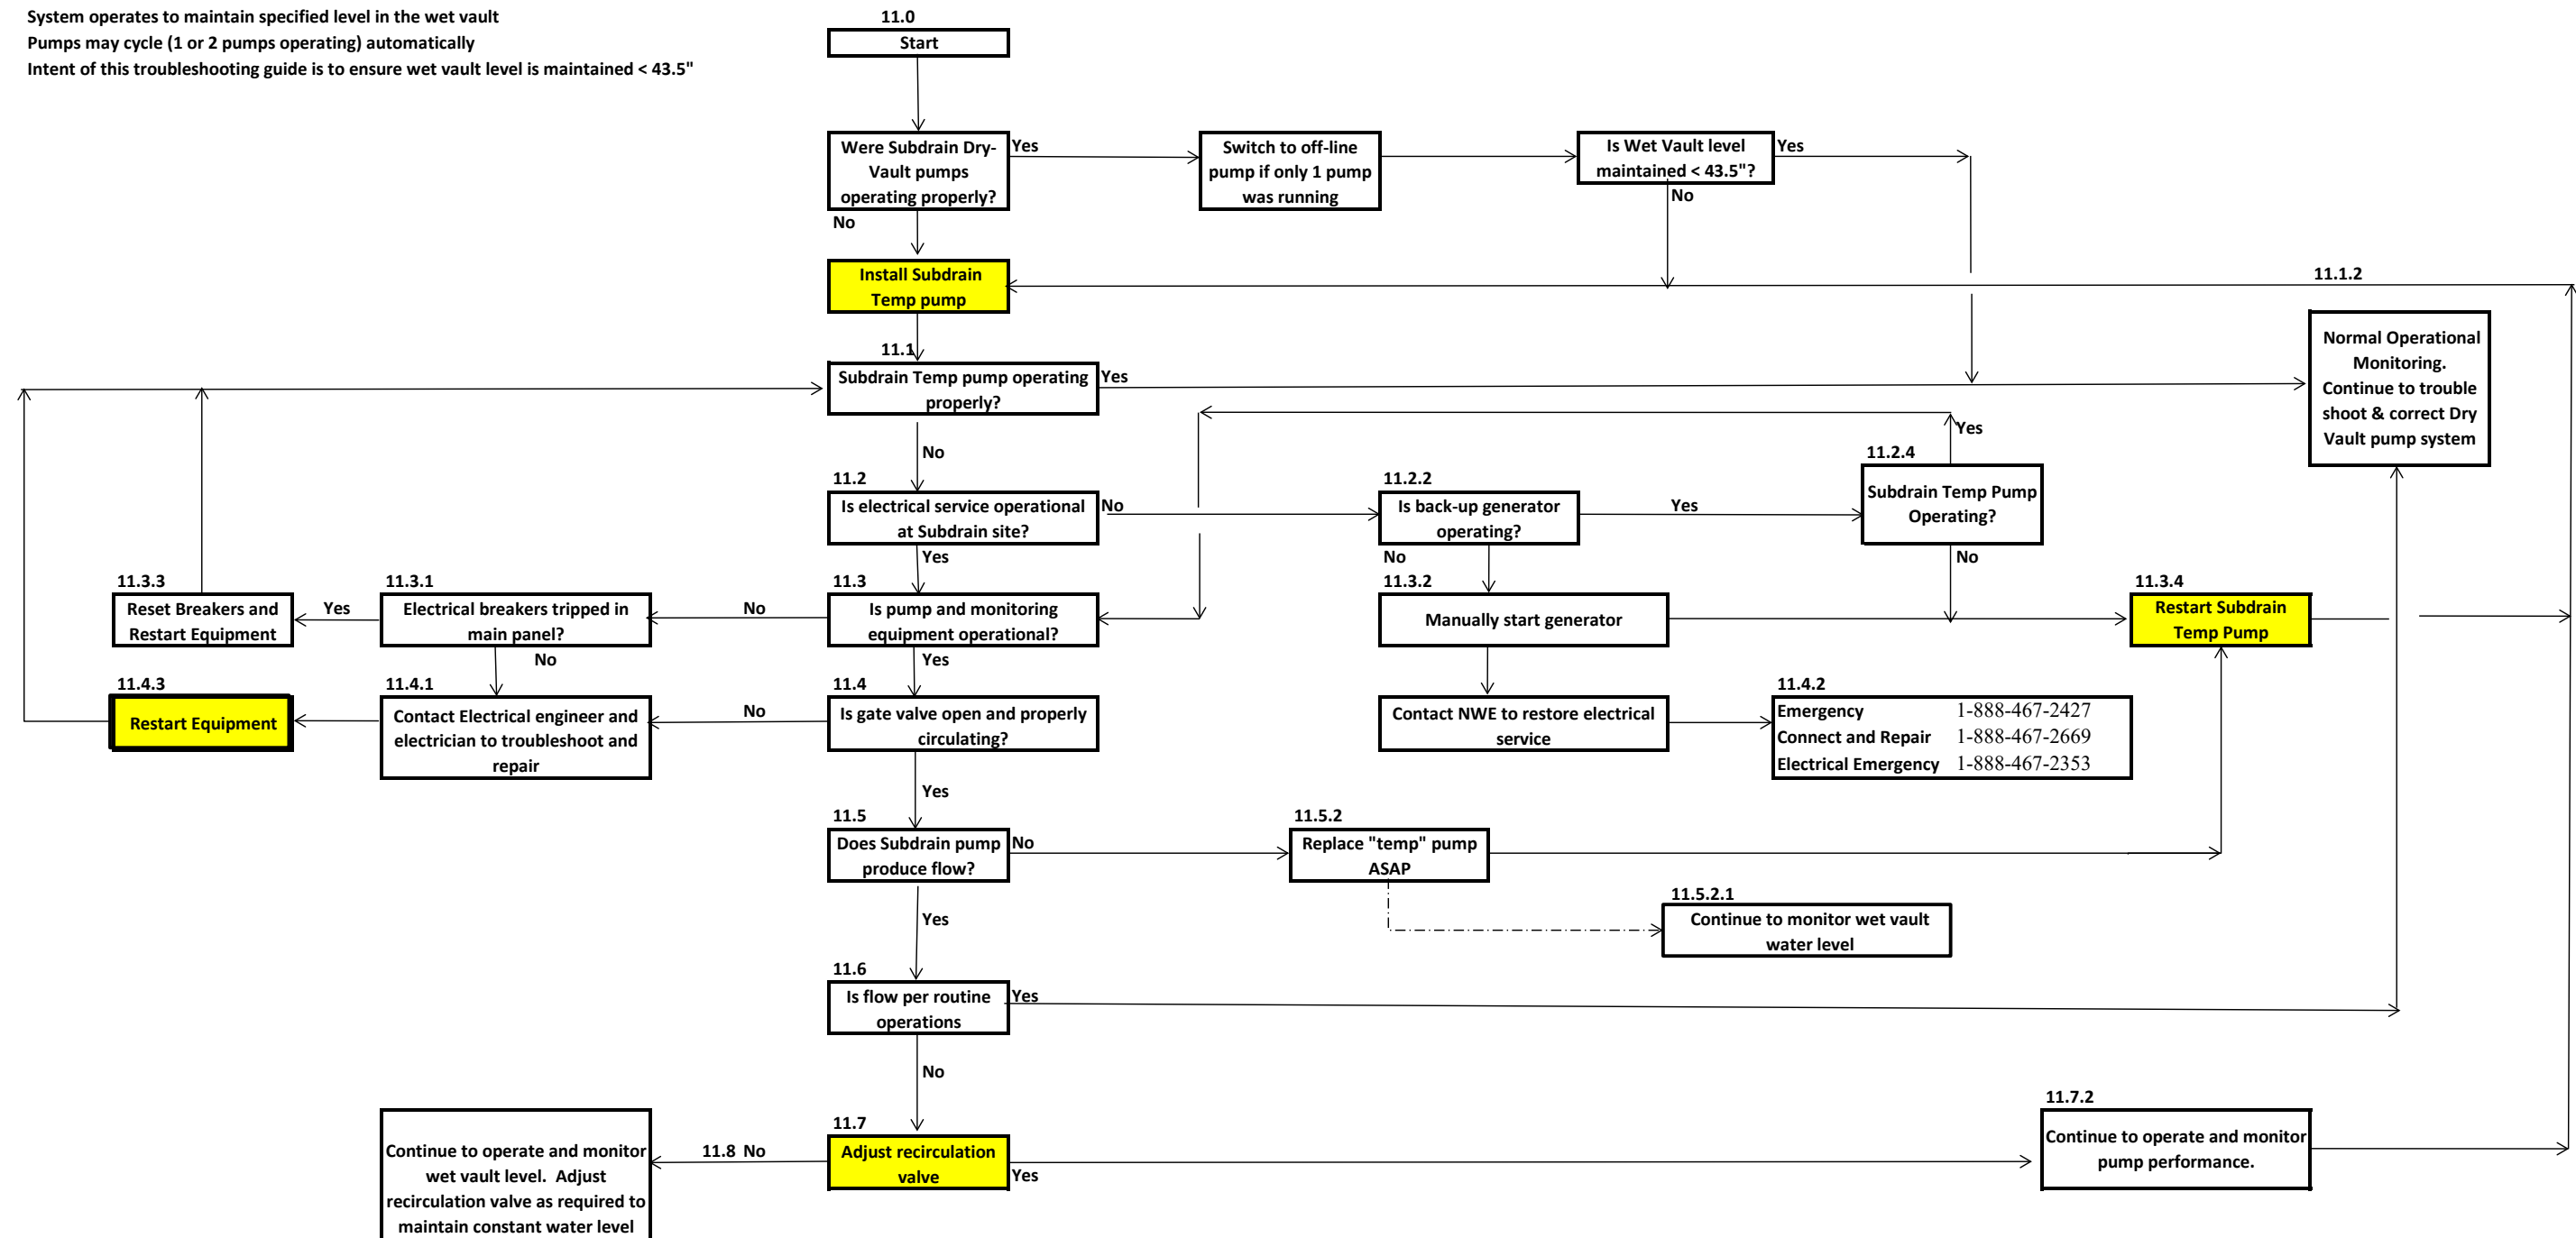 System operates to maintain specified level in the wet vault
Pumps may cycle (1 or 2 pumps operating) automatically
Intent of this troubleshooting guide is to ensure wet vault level is maintained < 43.5"
11.0
Start
Were Subdrain Dry-
Vault pumps
operating properly?
Yes
No
Switch to off-line
pump if only 1 pump
was running
Is Wet Vault level
maintained < 43.5"?
Yes
No
Install Subdrain
Temp pump
11.1.2
Normal Operational
Monitoring.
Continue to trouble
shoot & correct Dry
Vault pump system
11.1
Subdrain Temp pump operating
properly?
Yes
No
11.2
Is electrical service operational
at Subdrain site?
No
Yes
11.2.2
Is back-up generator
operating?
Yes
No
11.2.4
Subdrain Temp Pump
Operating?
Yes
No
11.3.3
Reset Breakers and
Restart Equipment
Yes
11.3.1
Electrical breakers tripped in
main panel?
No
No
11.3
Is pump and monitoring
equipment operational?
Yes
11.3.2
Manually start generator
11.3.4
Restart Subdrain
Temp Pump
11.4.3
Restart Equipment
11.4.1
Contact Electrical engineer and
electrician to troubleshoot and
repair
No
11.4
Is gate valve open and properly
circulating?
Yes
Contact NWE to restore electrical
service
11.4.2
Emergency 1-888-467-2427
Connect and Repair 1-888-467-2669
Electrical Emergency 1-888-467-2353
11.5
Does Subdrain pump
produce flow?
No
Yes
11.5.2
Replace "temp" pump
ASAP
11.5.2.1
Continue to monitor wet vault
water level
11.6
Is flow per routine
operations
Yes
No
11.7
Adjust recirculation
valve
Yes
11.8 No
Continue to operate and monitor
wet vault level. Adjust
recirculation valve as required to
maintain constant water level
11.7.2
Continue to operate and monitor
pump performance.